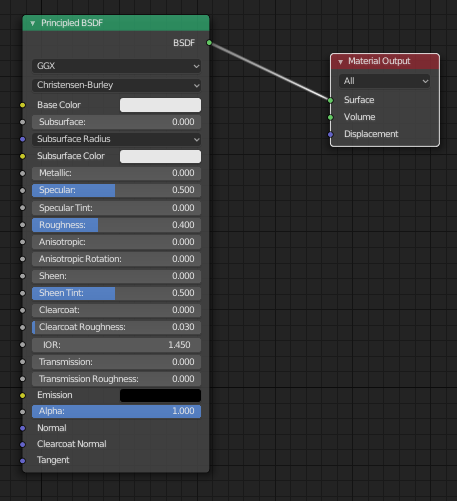 Principled BSDF
BSDF
GGX
Christensen-Burley
Base Color
Subsurface: 0.000
Subsurface Radius
Subsurface Color
Metallic: 0.000
Specular: 0.500
Specular Tint: 0.000
Roughness: 0.400
Anisotropic: 0.000
Anisotropic Rotation: 0.000
Sheen: 0.000
Sheen Tint: 0.500
Clearcoat: 0.000
Clearcoat Roughness: 0.030
IOR: 1.450
Transmission: 0.000
Transmission Roughness: 0.000
Emission
Alpha: 1.000
Normal
Clearcoat Normal
Tangent
Material Output
All
Surface
Volume
Displacement